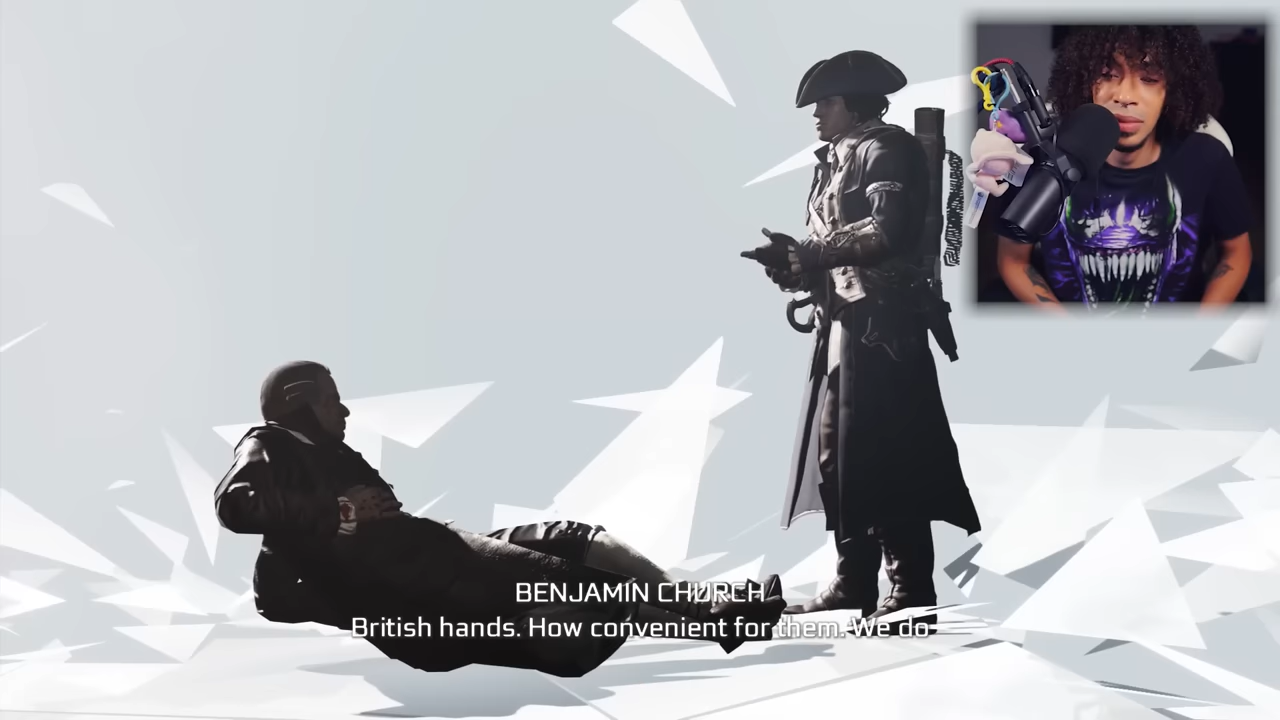 BENJAMIN CHURCH
British hands. How convenient for them. We do